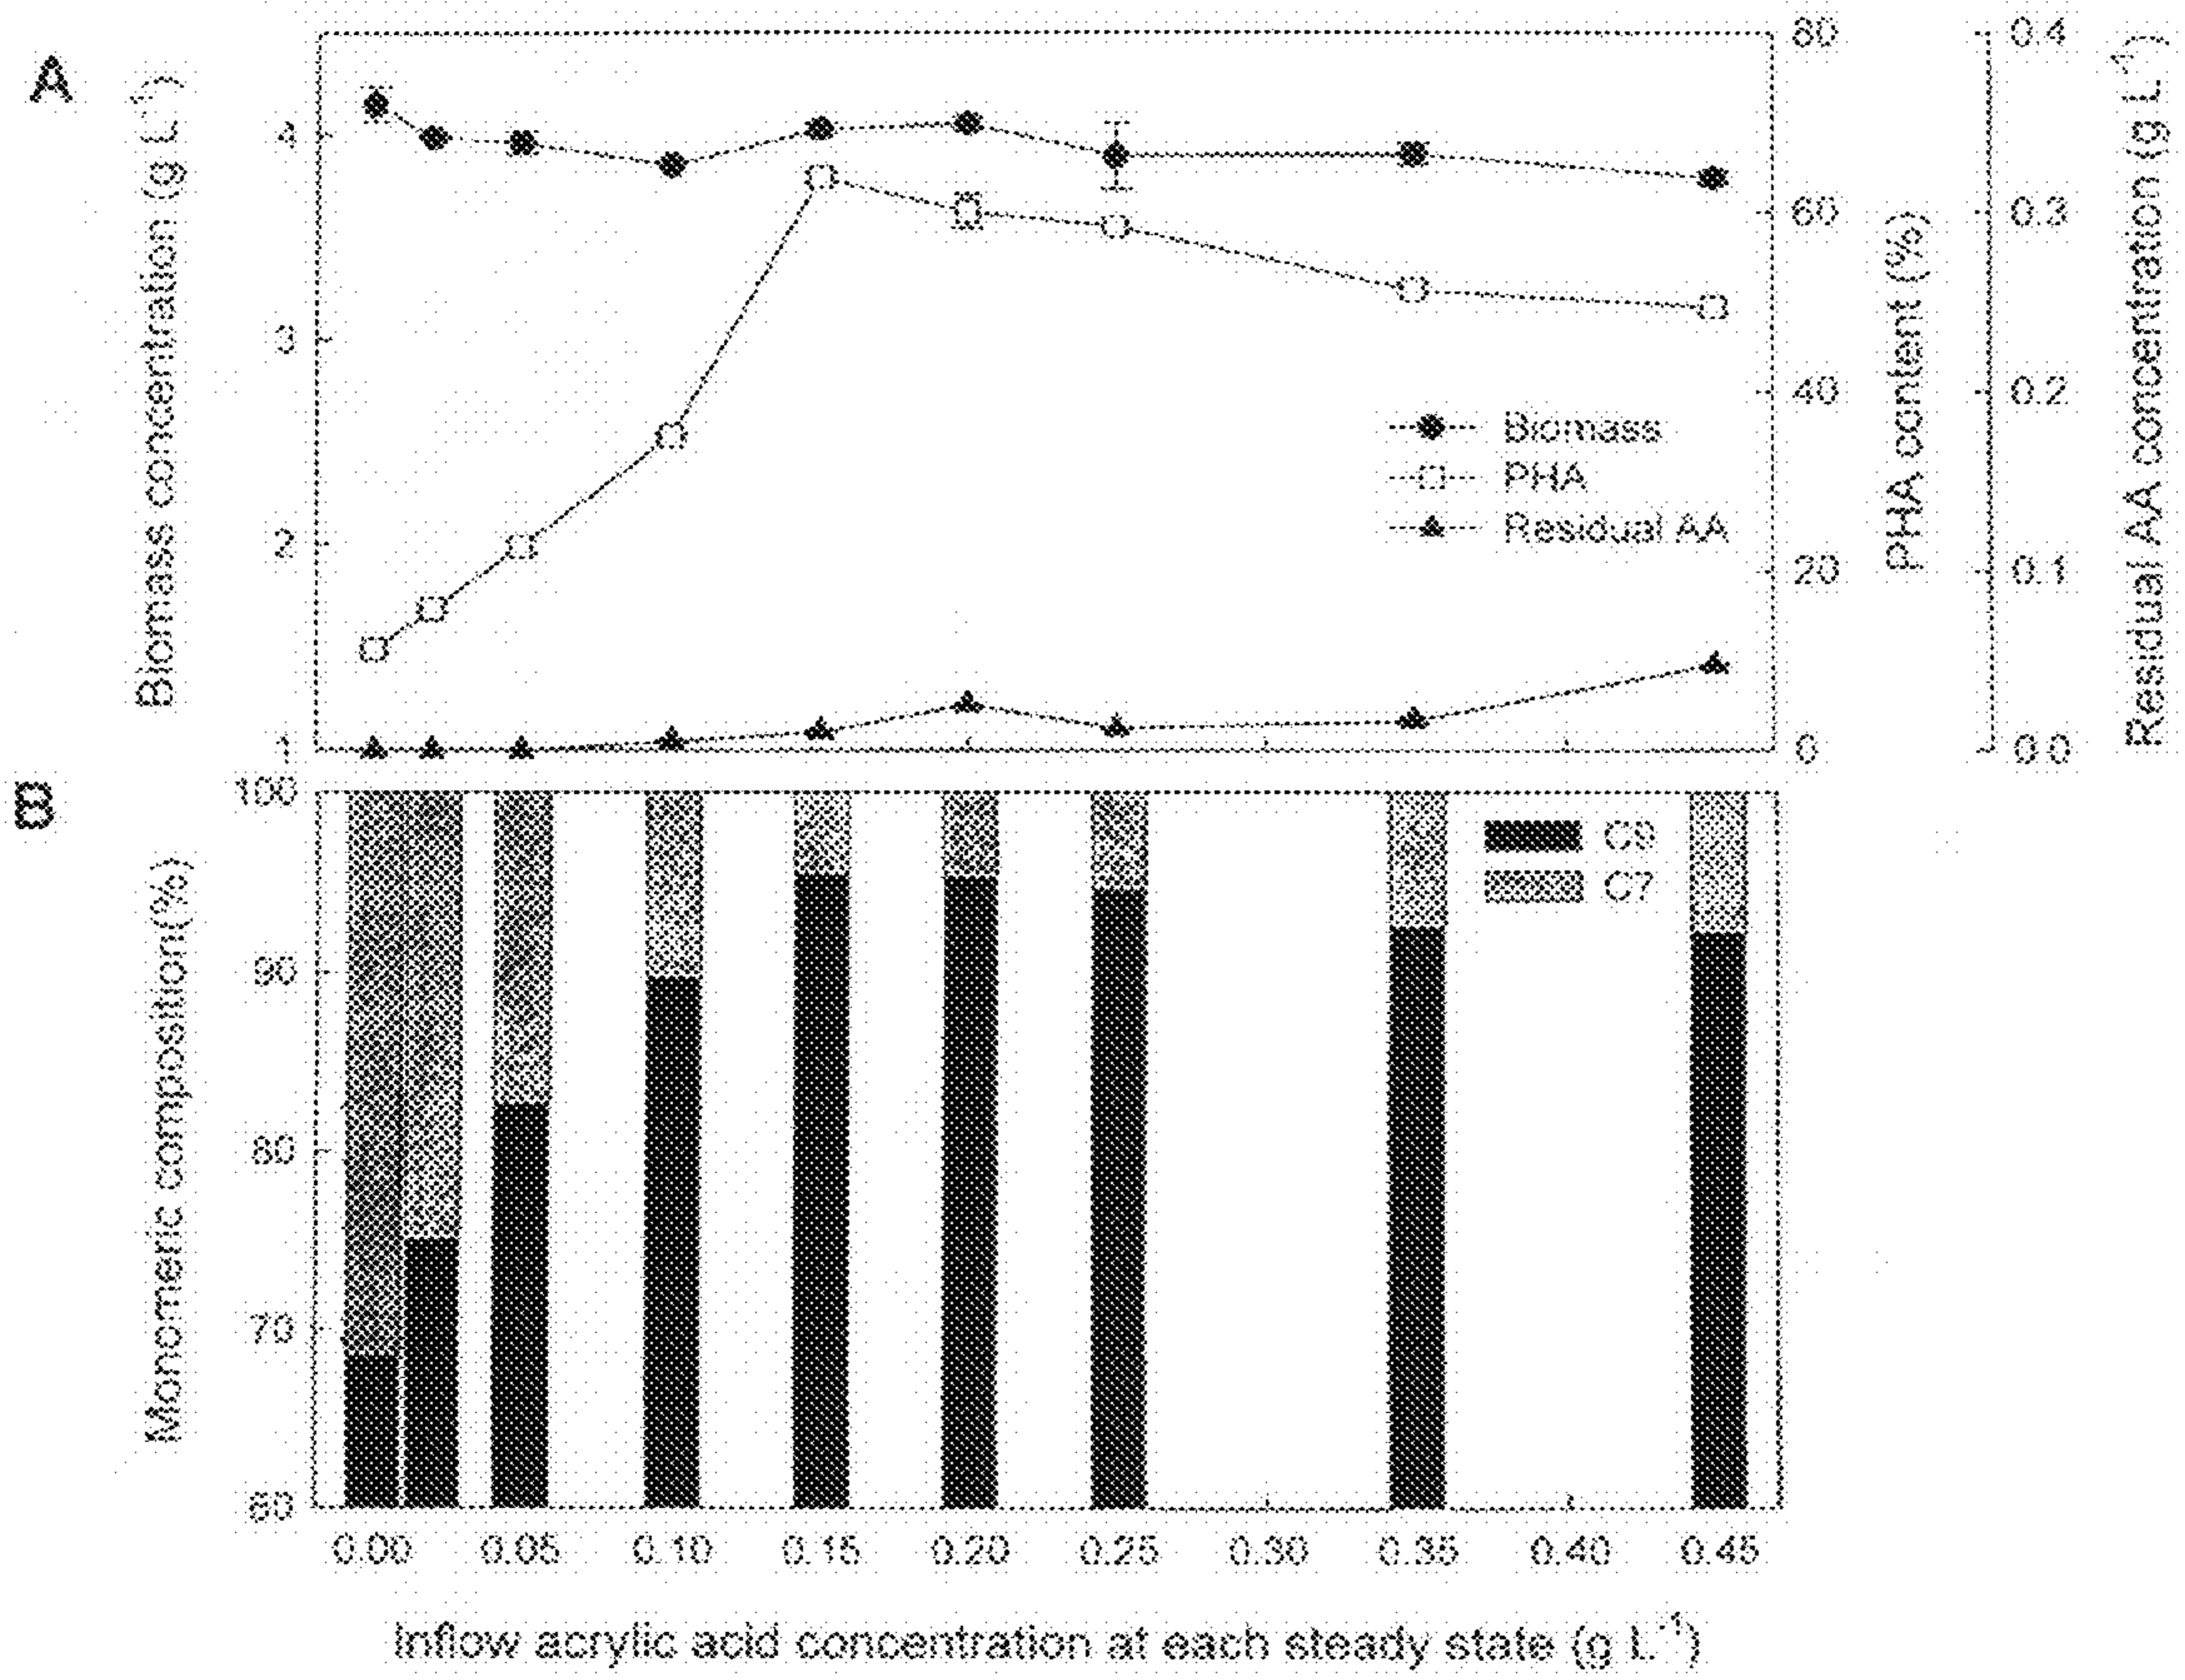 A
Biomass concentration (g L⁻¹)
4
3
2
1
Biomass
PHA
Residual AA
80
60
40
20
0
PHA content (%)
0.4
0.3
0.2
0.1
0.0
Residual AA concentration (g L⁻¹)
B
Monomeric composition(%)
100
90
80
70
60
C9
C7
0.00 0.05 0.10 0.15 0.20 0.25 0.30 0.35 0.40 0.45
Inflow acrylic acid concentration at each steady state (g L⁻¹)